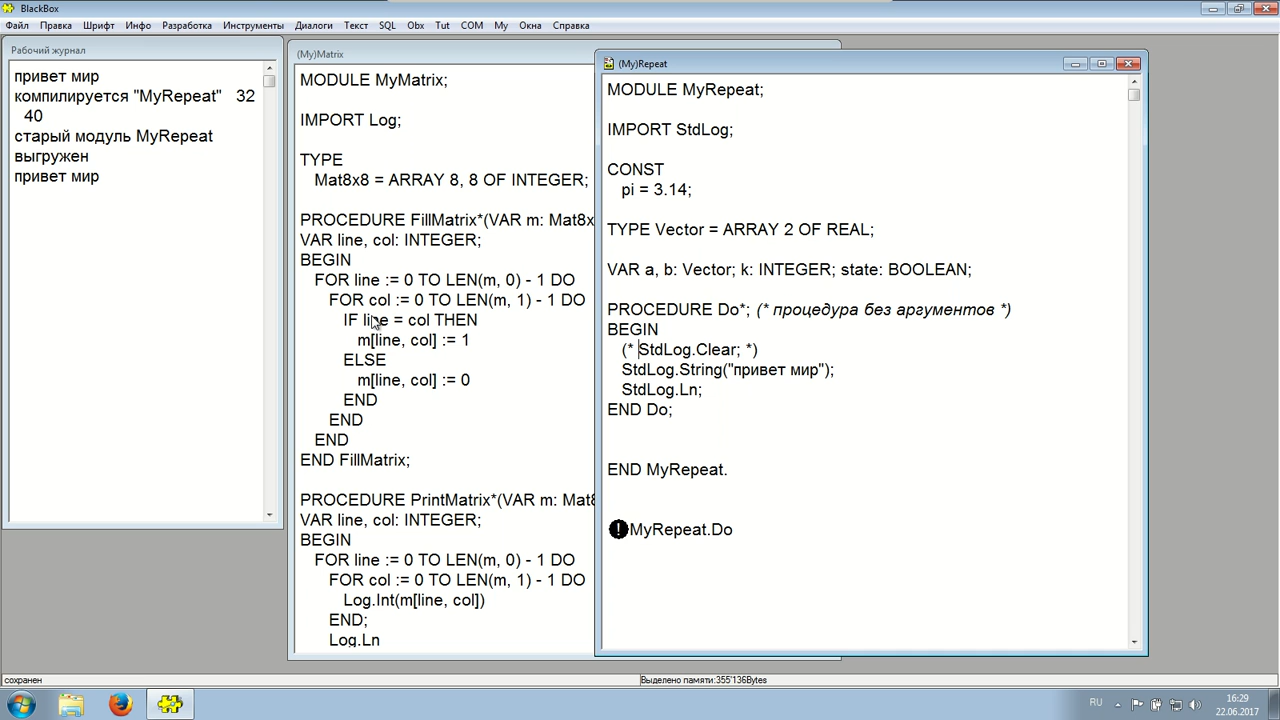 BlackBox
Файл Правка Шрифт Инфо Разработка Инструменты Диалоги Текст SQL Obx Tut COM My Окна Справка
Рабочий журнал
привет мир
компилируется "MyRepeat" 32
40
старый модуль MyRepeat
выгружен
привет мир
(My)Matrix
MODULE MyMatrix;
IMPORT Log;
TYPE
Mat8x8 = ARRAY 8, 8 OF INTEGER;
PROCEDURE FillMatrix*(VAR m: Mat8x
VAR line, col: INTEGER;
BEGIN
FOR line := 0 TO LEN(m, 0) - 1 DO
FOR col := 0 TO LEN(m, 1) - 1 DO
IF line = col THEN
m[line, col] := 1
ELSE
m[line, col] := 0
END
END
END
END FillMatrix;
PROCEDURE PrintMatrix*(VAR m: Mat8
VAR line, col: INTEGER;
BEGIN
FOR line := 0 TO LEN(m, 0) - 1 DO
FOR col := 0 TO LEN(m, 1) - 1 DO
Log.Int(m[line, col])
END;
Log.Ln
(My)Repeat
MODULE MyRepeat;
IMPORT StdLog;
CONST
pi = 3.14;
TYPE Vector = ARRAY 2 OF REAL;
VAR a, b: Vector; k: INTEGER; state: BOOLEAN;
PROCEDURE Do*; (* процедура без аргументов *)
BEGIN
(* StdLog.Clear; *)
StdLog.String("привет мир");
StdLog.Ln;
END Do;
END MyRepeat.
!MyRepeat.Do
сохранен
Выделено памяти:355'136Bytes
RU
16:29
22.06.2017